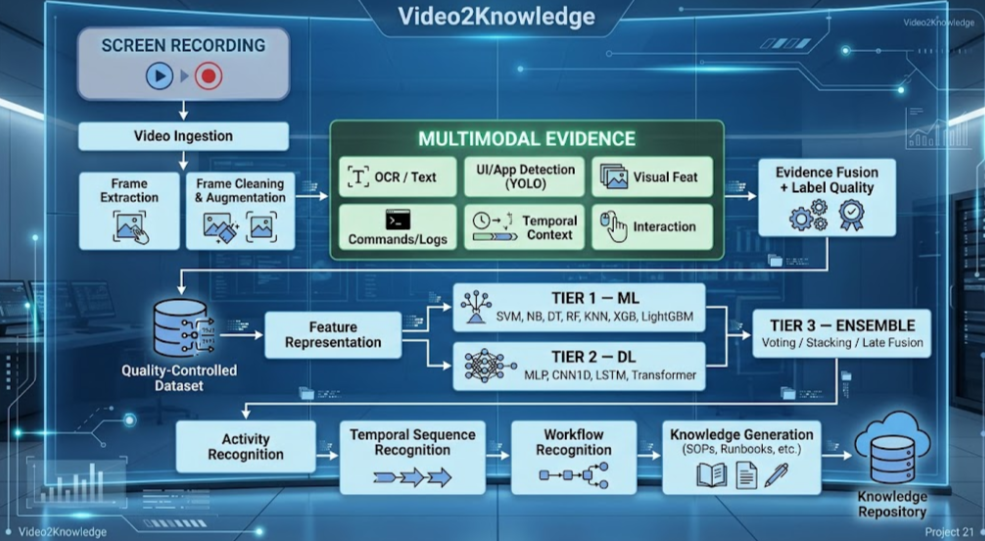 Video2Knowledge
Video2Knowledge
SCREEN RECORDING
Video Ingestion
Frame
Extraction
Frame Cleaning
& Augmentation
MULTIMODAL EVIDENCE
T OCR / Text
UI/App Detection
(YOLO)
Visual Feat
Commands/Logs
Temporal
Context
Interaction
Evidence Fusion
+ Label Quality
Quality-Controlled
Dataset
Feature
Representation
TIER 1 — ML
SVM, NB, DT, RF, KNN, XGB, LightGBM
TIER 2 — DL
MLP, CNN1D, LSTM, Transformer
TIER 3 — ENSEMBLE
Voting / Stacking / Late Fusion
Activity
Recognition
Temporal Sequence
Recognition
Workflow
Recognition
Knowledge Generation
(SOPs, Runbooks, etc.)
Knowledge
Repository
Video2Knowledge
Project 21